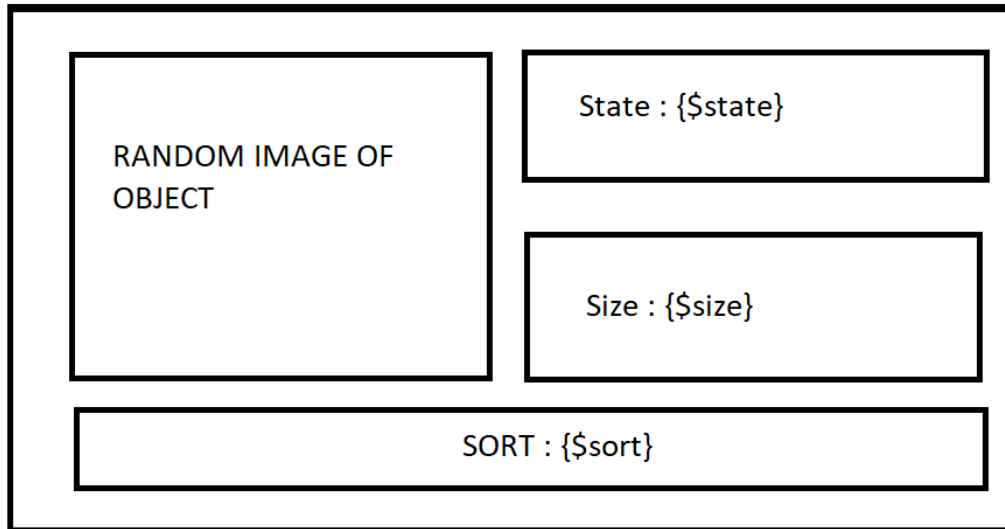 RANDOM IMAGE OF
OBJECT
State : {$state}
Size : {$size}
SORT : {$sort}